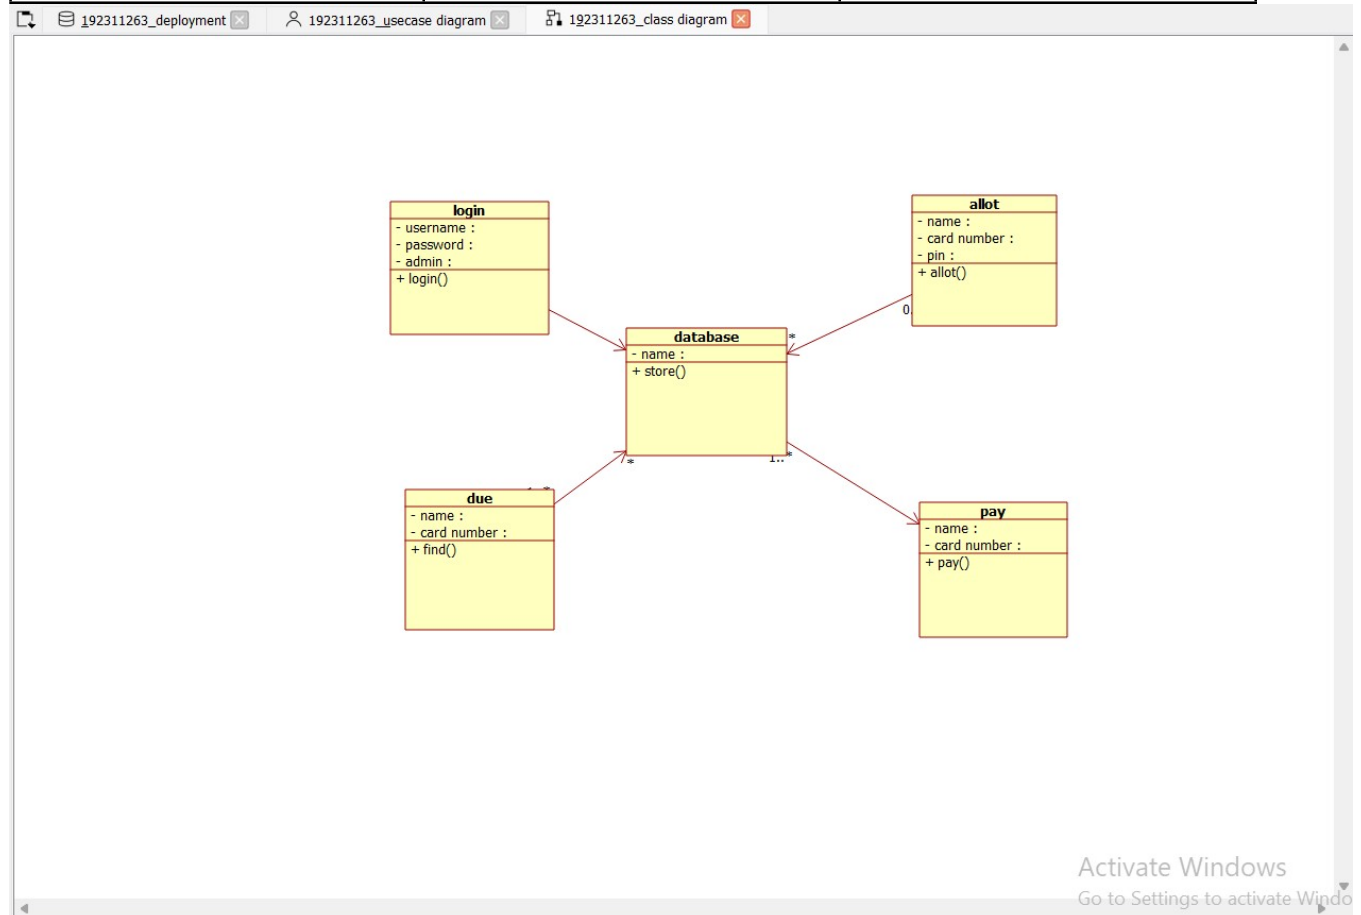 192311263_deployment
192311263_usecase diagram
192311263_class diagram
login
- username :
- password :
- admin :
+ login()
allot
- name :
- card number :
- pin :
+ allot()
0.
database
- name :
+ store()
*
*
1..*
due
- name :
- card number :
+ find()
pay
- name :
- card number :
+ pay()
Activate Windows
Go to Settings to activate Windo